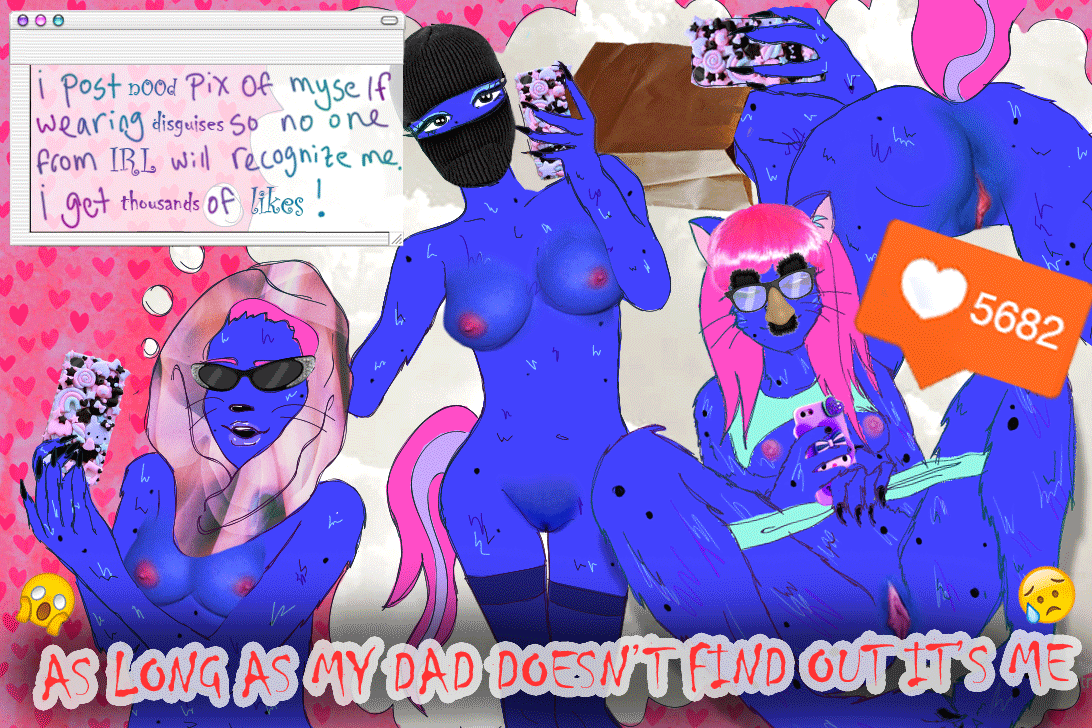 i post nood Pix of myself
wearing disguises so no one
from IRL will recognize me.
i get thousands of likes!
5682
AS LONG AS MY DAD DOESN'T FIND OUT IT'S ME